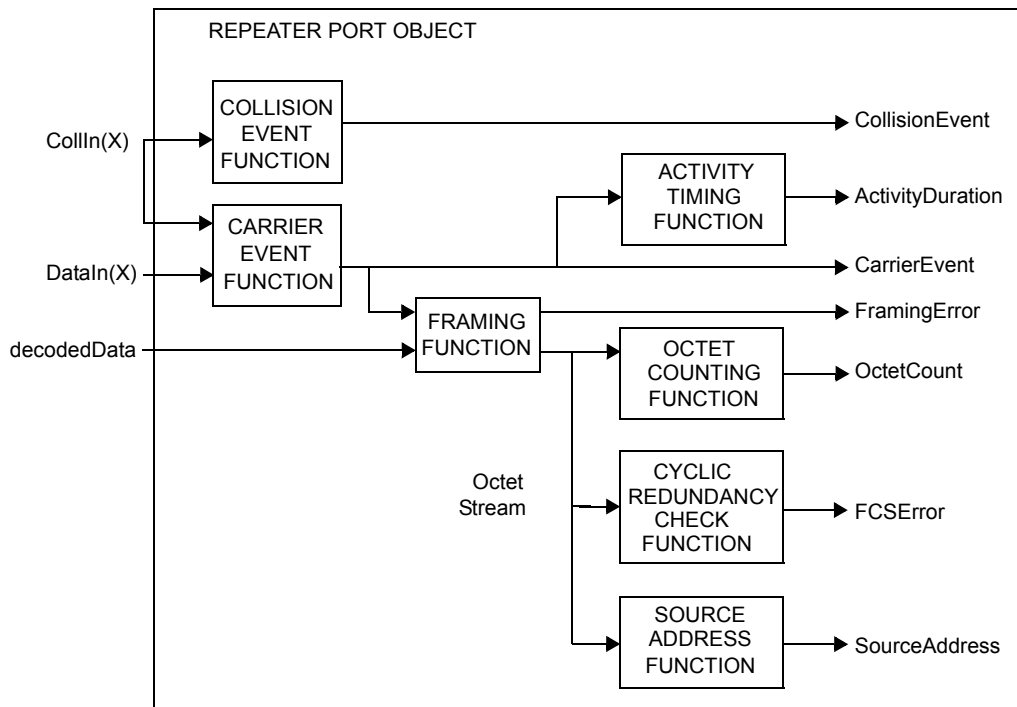 REPEATER PORT OBJECT
COLLISION
EVENT
FUNCTION
CollIn(X)
CollisionEvent
ACTIVITY
TIMING
FUNCTION
ActivityDuration
CARRIER
EVENT
FUNCTION
DataIn(X)
CarrierEvent
FRAMING
FUNCTION
FramingError
decodedData
OCTET
COUNTING
FUNCTION
OctetCount
Octet
Stream
CYCLIC
REDUNDANCY
CHECK
FUNCTION
FCSError
SOURCE
ADDRESS
FUNCTION
SourceAddress